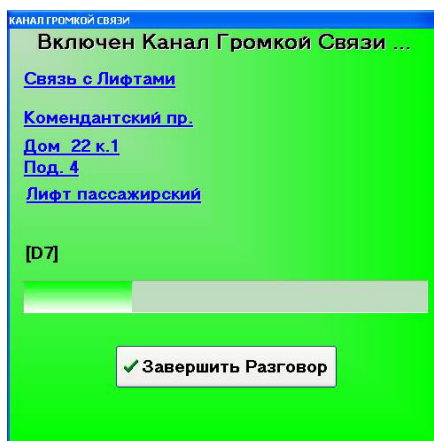 КАНАЛ ГРОМКОЙ СВЯЗИ
Включен Канал Громкой Связи ...
Связь с Лифтами
Комендантский пр.
Дом 22 к.1
Под. 4
Лифт пассажирский
[D7]
Завершить Разговор